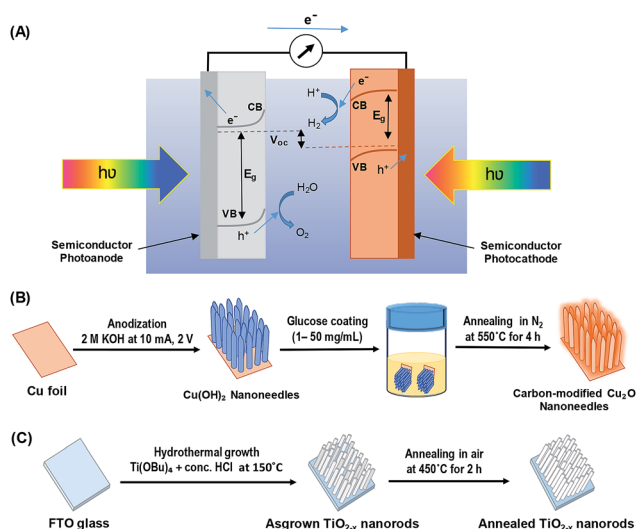 (A)
e⁻
CB
e⁻
H⁺
H₂
e⁻
CB
E_g
V_oc
E_g
VB
h⁺
hυ
hυ
H₂O
VB
h⁺
O₂
Semiconductor
Photoanode
Semiconductor
Photocathode
(B)
Anodization
2 M KOH at 10 mA, 2 V
Glucose coating
(1– 50 mg/mL)
Annealing in N₂
at 550˚C for 4 h
Cu foil
Cu(OH)₂ Nanoneedles
Carbon-modified Cu₂O
Nanoneedles
(C)
Hydrothermal growth
Ti(OBu)₄ + conc. HCl at 150˚C
Annealing in air
at 450˚C for 2 h
FTO glass
Asgrown TiO₂₋ₓ nanorods
Annealed TiO₂₋ₓ nanorods